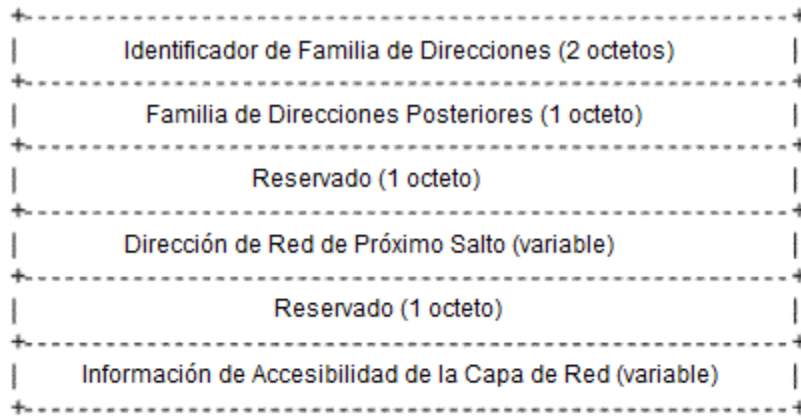 Identificador de Familia de Direcciones (2 octetos)
Familia de Direcciones Posteriores (1 octeto)
Reservado (1 octeto)
Dirección de Red de Próximo Salto (variable)
Reservado (1 octeto)
Información de Accesibilidad de la Capa de Red (variable)